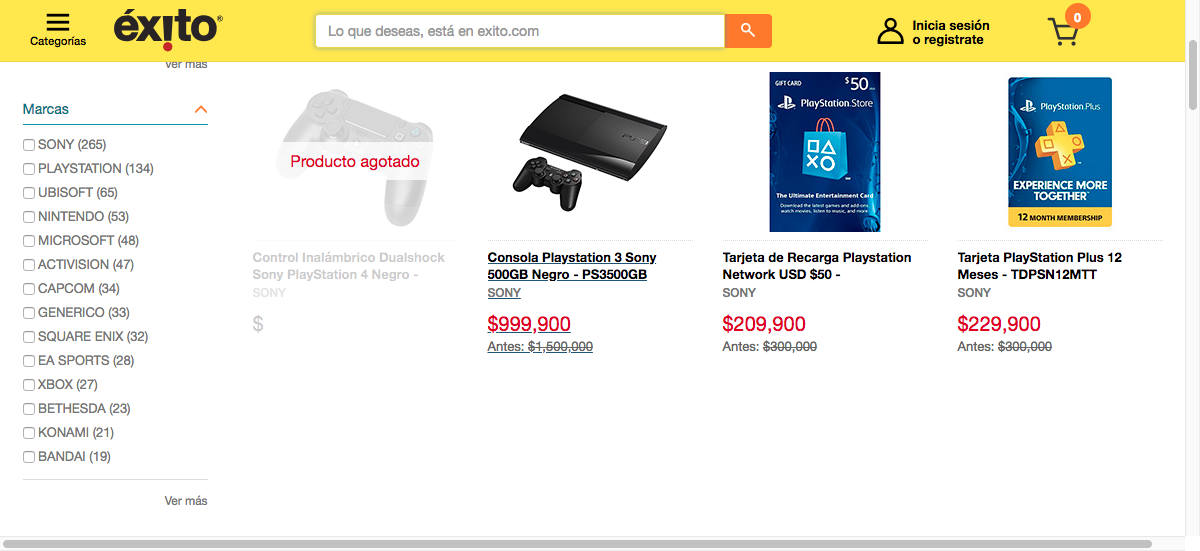 Categorías
éxito®
Lo que deseas, está en exito.com
Inicia sesión
o registrate
0
ver más
Marcas
SONY (265)
PLAYSTATION (134)
UBISOFT (65)
NINTENDO (53)
MICROSOFT (48)
ACTIVISION (47)
CAPCOM (34)
GENERICO (33)
SQUARE ENIX (32)
EA SPORTS (28)
XBOX (27)
BETHESDA (23)
KONAMI (21)
BANDAI (19)
Ver más
Producto agotado
Control Inalámbrico Dualshock
Sony PlayStation 4 Negro -
SONY
$
Consola Playstation 3 Sony
500GB Negro - PS3500GB
SONY
$999,900
Antes: $1,500,000
GIFT CARD
$50
PlayStation Store
The Ultimate Entertainment Card
Download the latest games and add-ons,
watch movies, listen to music, and more.
Tarjeta de Recarga Playstation
Network USD $50 -
SONY
$209,900
Antes: $300,000
PlayStation Plus
EXPERIENCE MORE
TOGETHER
12 MONTH MEMBERSHIP
Tarjeta PlayStation Plus 12
Meses - TDPSN12MTT
SONY
$229,900
Antes: $300,000